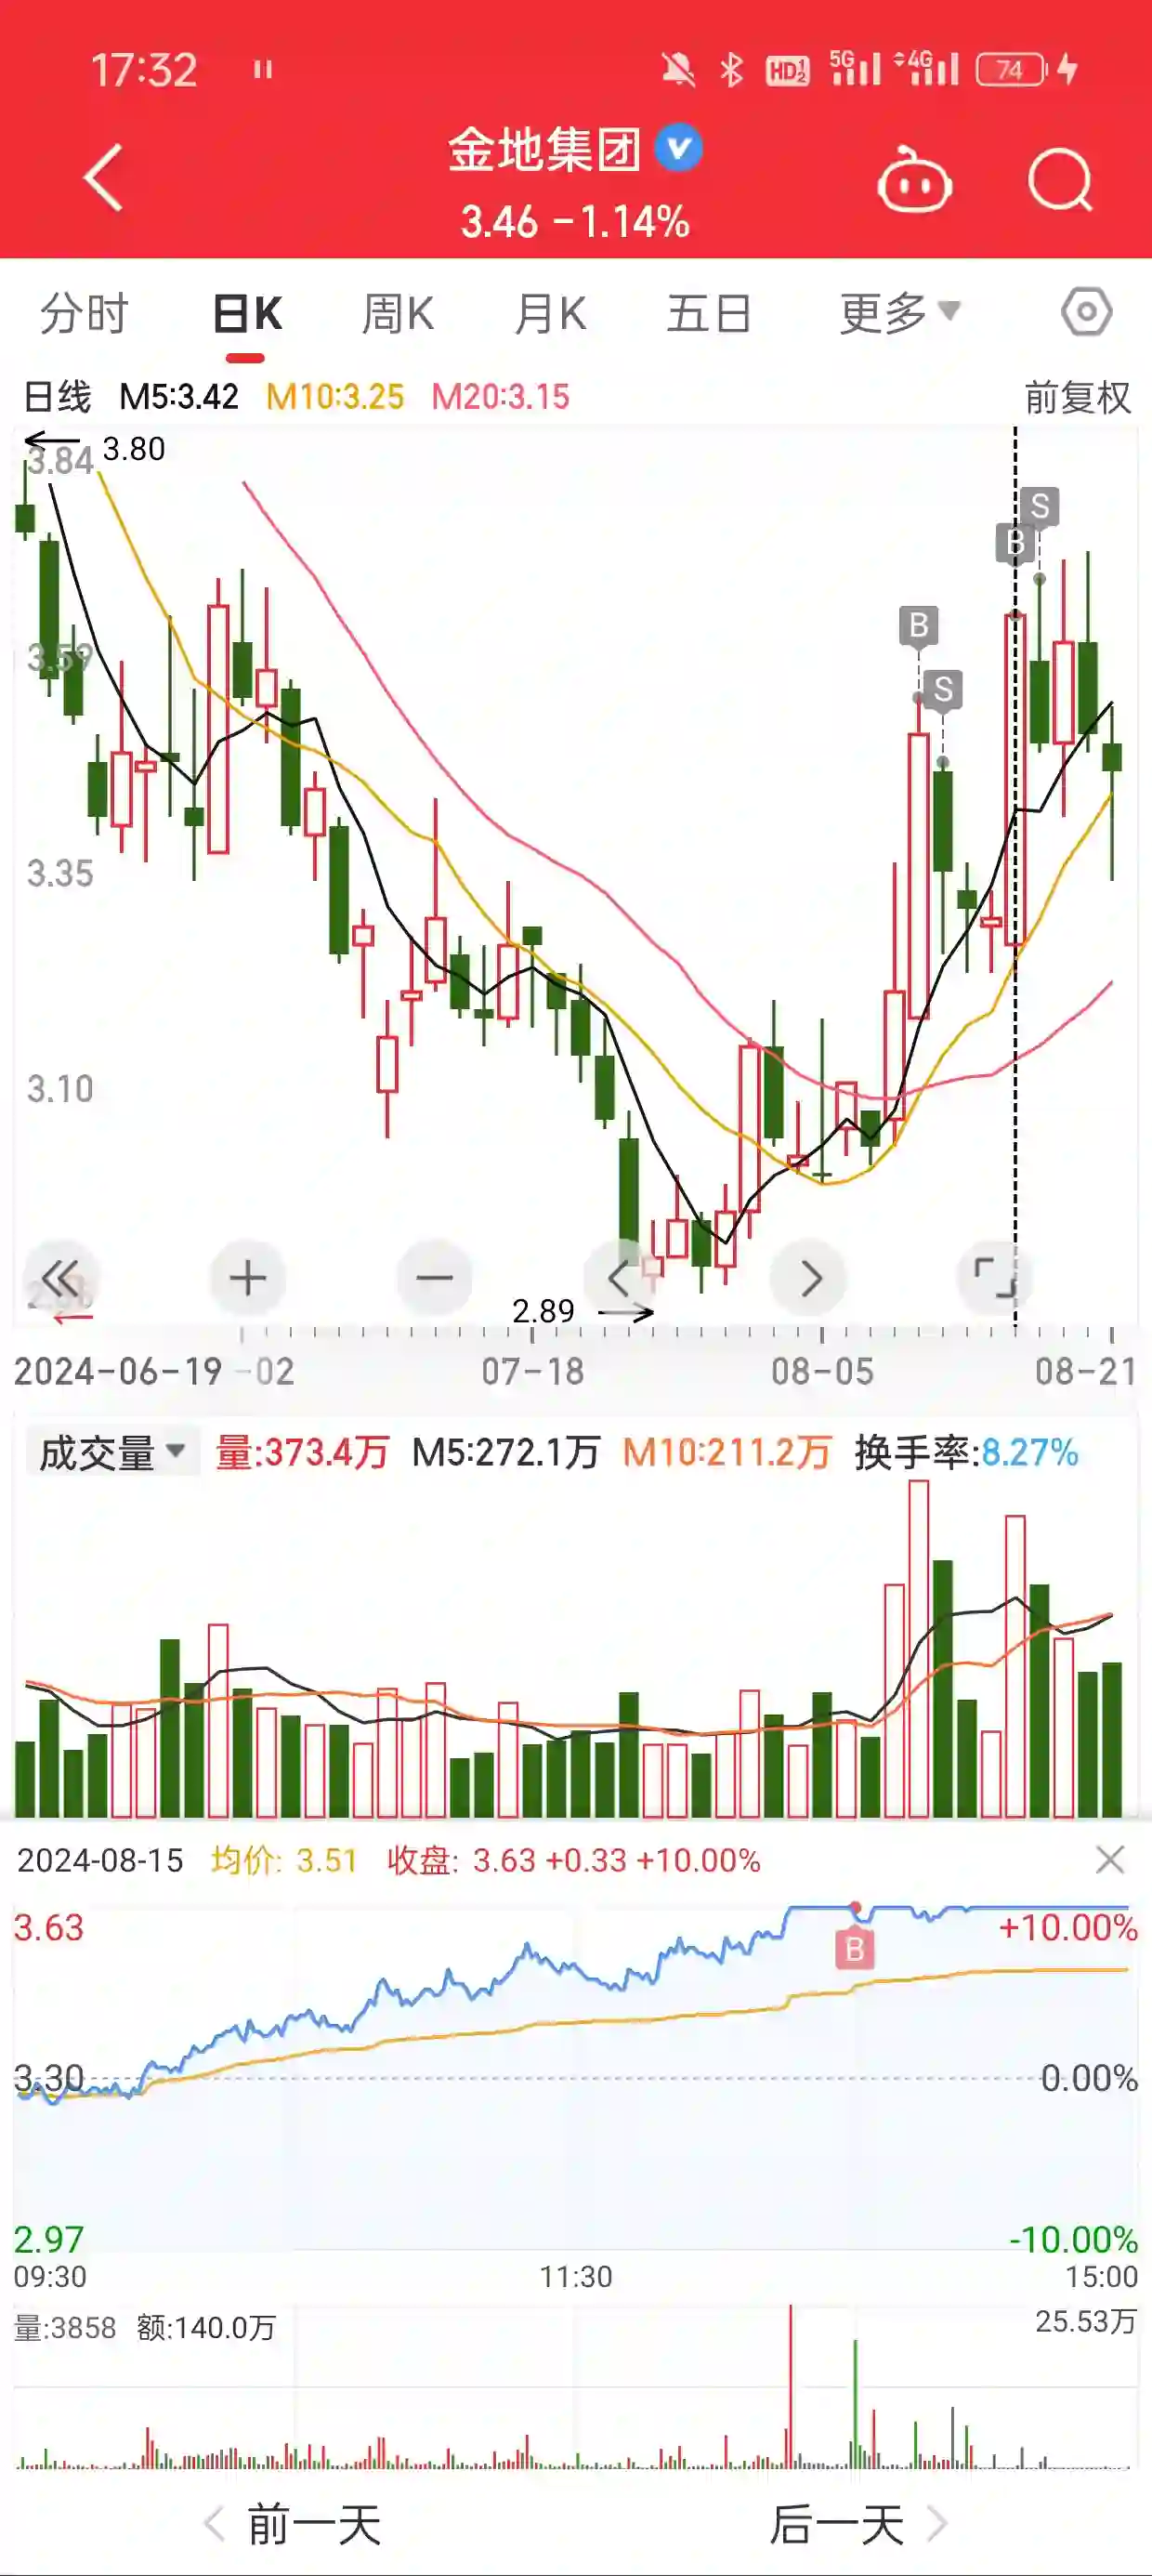 17:32 HD 1 2 5G 4G 74
金地集团
3.46 -1.14%
分时 日K 周K 月K 五日 更多
日线 M5:3.42 M10:3.25 M20:3.15 前复权
3.80
3.84
S
B
B
3.59
S
3.35
3.10
2.89
2024-06-19 -02 07-18 08-05 08-21
成交量 量:373.4万 M5:272.1万 M10:211.2万 换手率:8.27%
2024-08-15 均价: 3.51 收盘: 3.63 +0.33 +10.00%
3.63 +10.00%
B
3.30 0.00%
2.97 -10.00%
09:30 11:30 15:00
量:3858 额:140.0万 25.53万
前一天 后一天